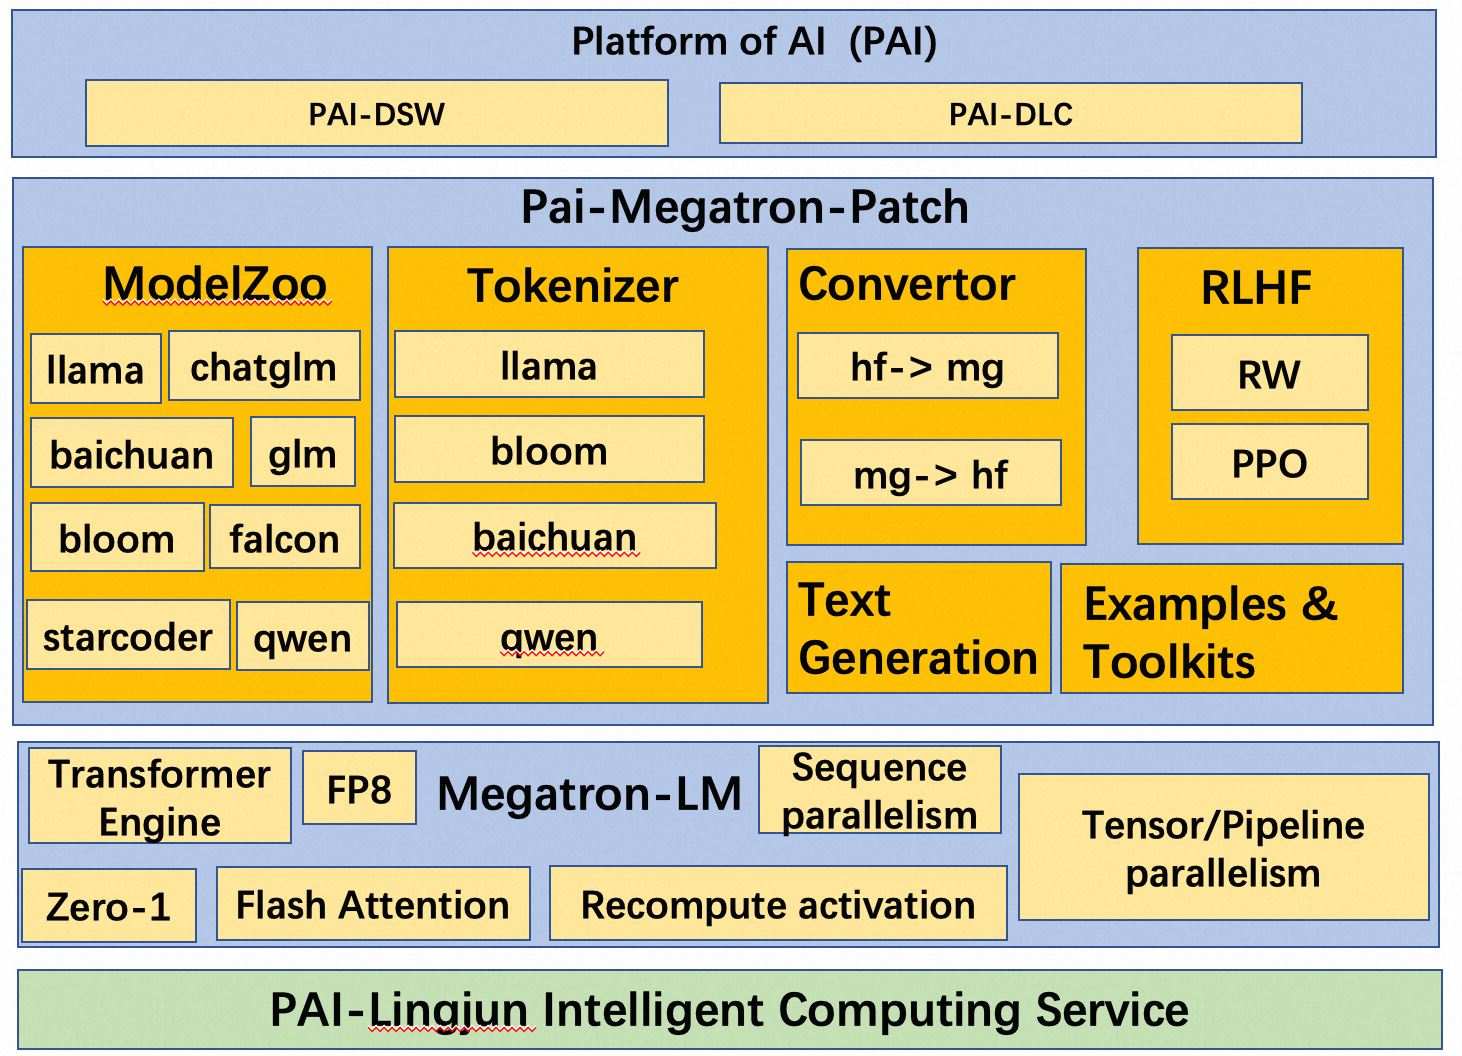 Platform of AI (PAI)
PAI-DSW
PAI-DLC
Pai-Megatron-Patch
ModelZoo
llama
chatglm
baichuan
glm
bloom
falcon
starcoder
qwen
Tokenizer
llama
bloom
baichuan
qwen
Convertor
hf-> mg
mg-> hf
RLHF
RW
PPO
Text
Generation
Examples &
Toolkits
Transformer
Engine
FP8
Megatron-LM
Sequence
parallelism
Tensor/Pipeline
parallelism
Zero-1
Flash Attention
Recompute activation
PAI-Lingjun Intelligent Computing Service